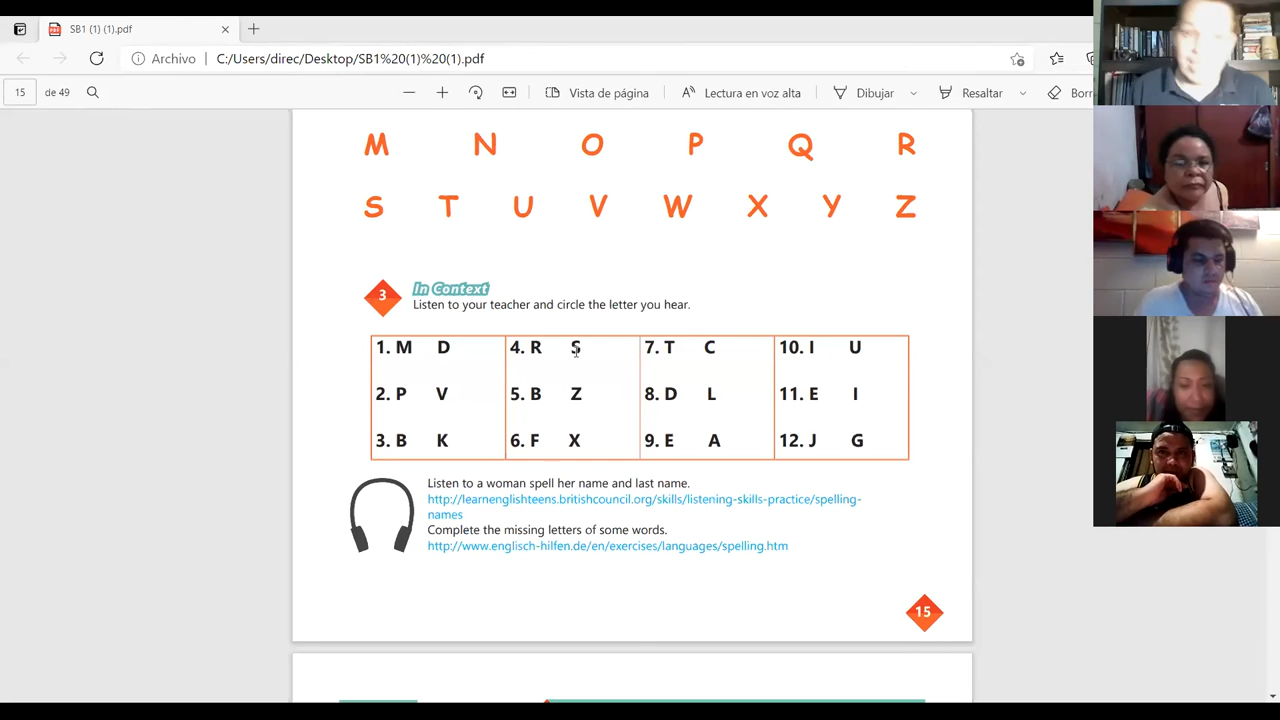 SB1 (1) (1).pdf
Archivo C:/Users/direc/Desktop/SB1%20(1)%20(1).pdf
15 de 49 Vista de página Lectura en voz alta Dibujar Resaltar Borr
M N O P Q R
S T U V W X Y Z
3 In Context
Listen to your teacher and circle the letter you hear.
1. M D 4. R S 7. T C 10. I U
2. P V 5. B Z 8. D L 11. E I
3. B K 6. F X 9. E A 12. J G
Listen to a woman spell her name and last name.
http://learnenglishteens.britishcouncil.org/skills/listening-skills-practice/spelling-
names
Complete the missing letters of some words.
http://www.englisch-hilfen.de/en/exercises/languages/spelling.htm
15